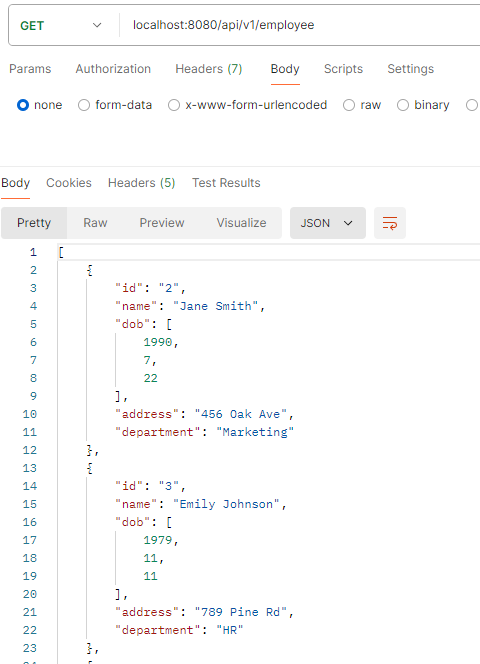 GET localhost:8080/api/v1/employee
Params Authorization Headers (7) Body Scripts Settings
none form-data x-www-form-urlencoded raw binary
Body Cookies Headers (5) Test Results
Pretty Raw Preview Visualize JSON
1 [
2 {
3 "id": "2",
4 "name": "Jane Smith",
5 "dob": [
6 1990,
7 7,
8 22
9 ],
10 "address": "456 Oak Ave",
11 "department": "Marketing"
12 },
13 {
14 "id": "3",
15 "name": "Emily Johnson",
16 "dob": [
17 1979,
18 11,
19 11
20 ],
21 "address": "789 Pine Rd",
22 "department": "HR"
23 },